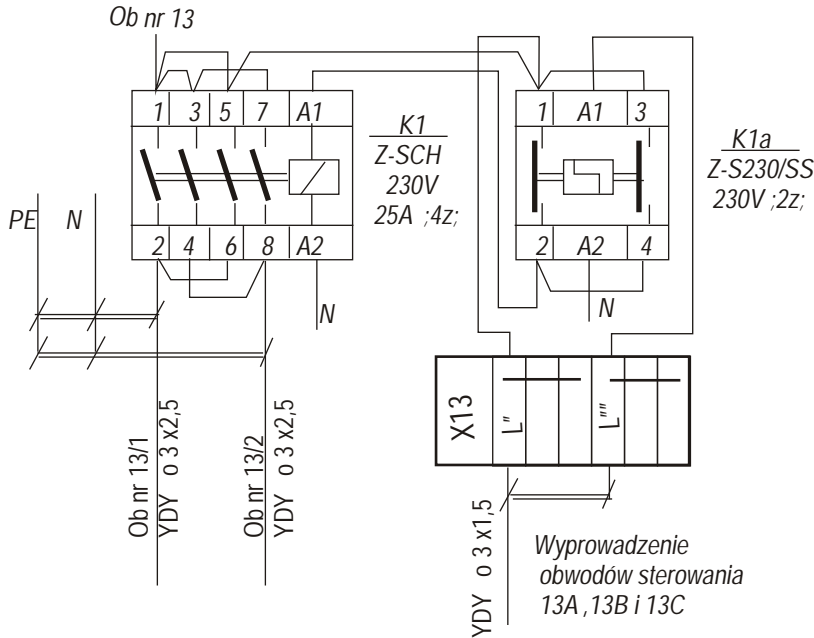 Ob nr 13
1 3 5 7 A1
K1
Z-SCH
230V
25A ;4z;
2 4 6 8 A2
N
PE N
1 A1 3
K1a
Z-S230/SS
230V ;2z;
2 A2 4
N
X13
L"
L""
Ob nr 13/1
YDY o 3 x2,5
Ob nr 13/2
YDY o 3 x2,5
YDY o 3 x1,5
Wyprowadzenie
obwodów sterowania
13A ,13B i 13C